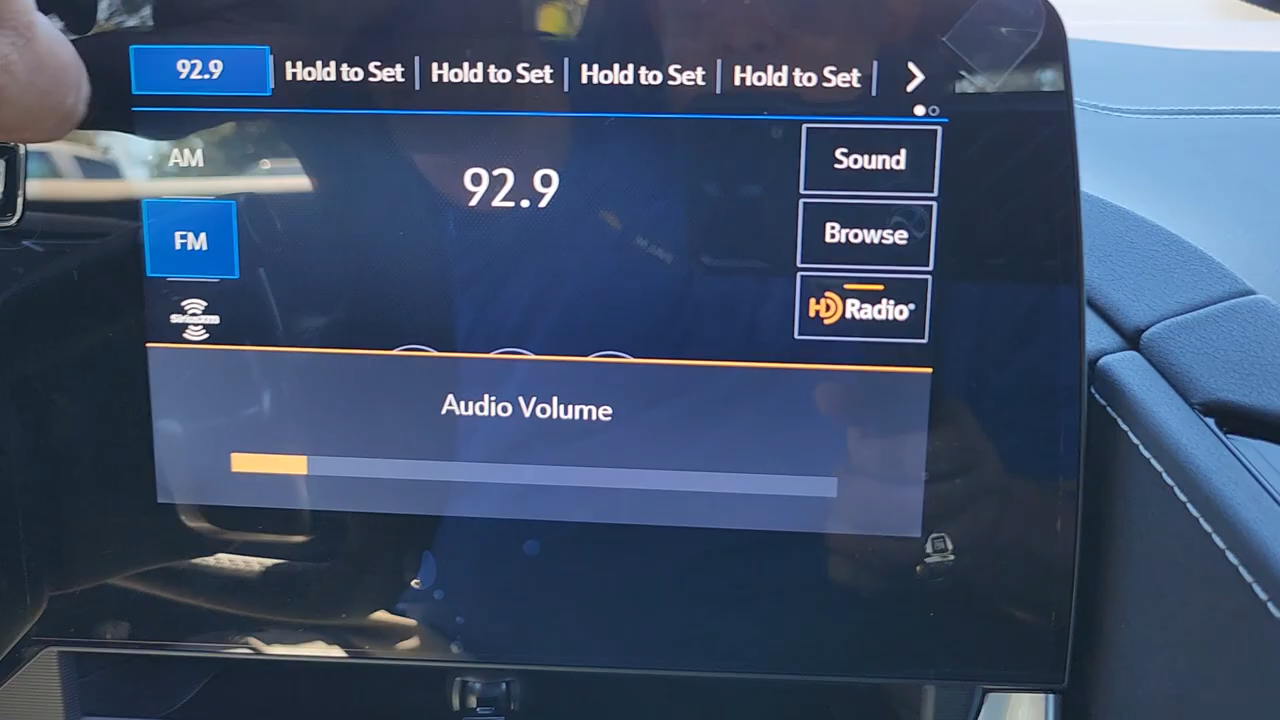 92.9 Hold to Set Hold to Set Hold to Set Hold to Set
AM
92.9
Sound
FM
Browse
HD Radio
Audio Volume